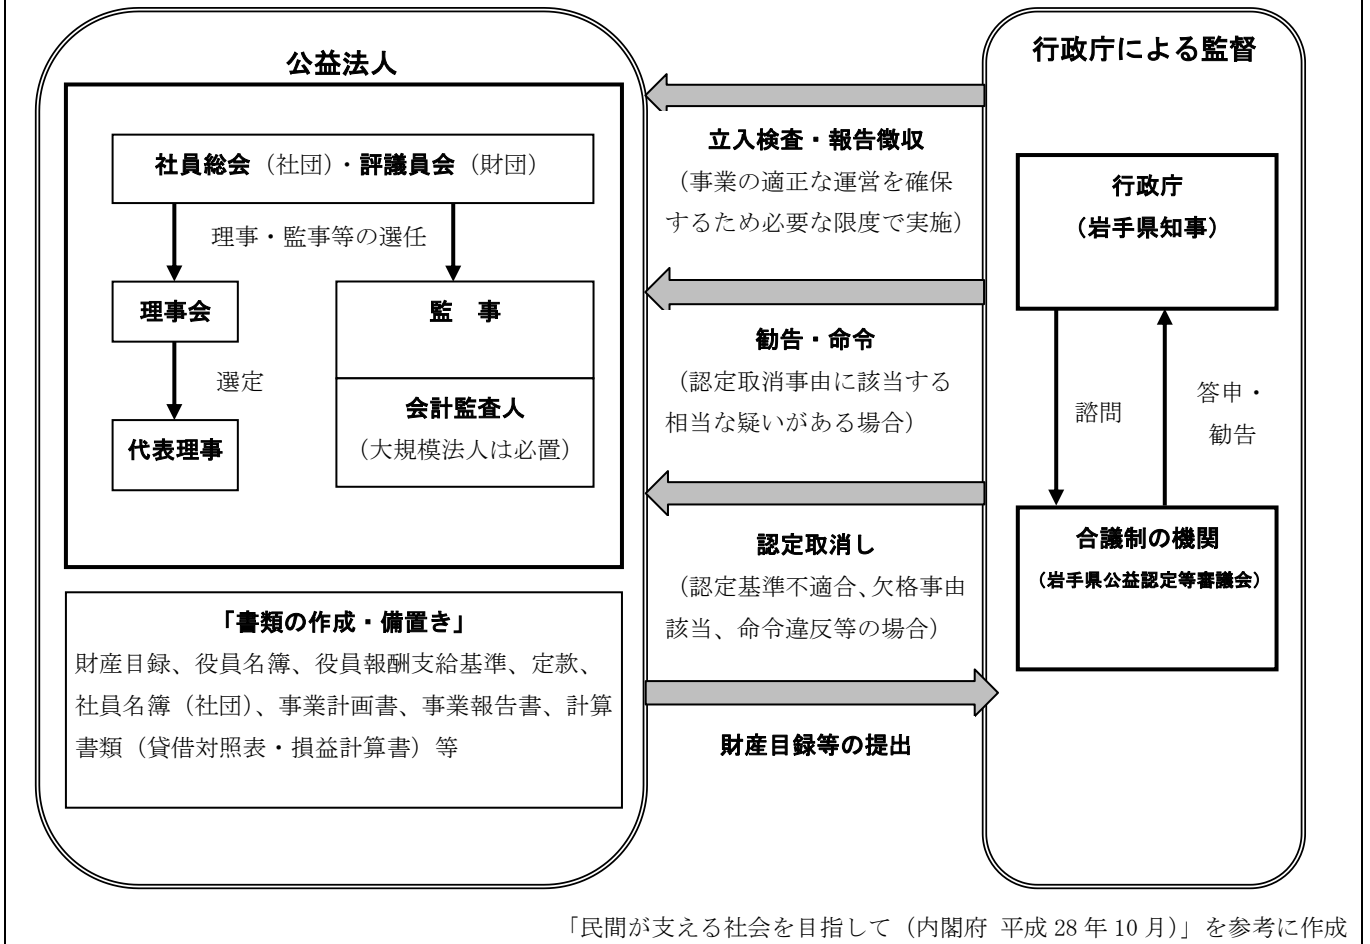 公益法人
社員総会（社団）・評議員会（財団）
理事・監事等の選任
理事会
監　事
選定
会計監査人
（大規模法人は必置）
代表理事
「書類の作成・備置き」
財産目録、役員名簿、役員報酬支給基準、定款、
社員名簿（社団）、事業計画書、事業報告書、計算
書類（貸借対照表・損益計算書）等
立入検査・報告徴収
（事業の適正な運営を確保
するため必要な限度で実施）
勧告・命令
（認定取消事由に該当する
相当な疑いがある場合）
認定取消し
（認定基準不適合、欠格事由
該当、命令違反等の場合）
財産目録等の提出
行政庁による監督
行政庁
（岩手県知事）
諮問
答申・
勧告
合議制の機関
（岩手県公益認定等審議会）
「民間が支える社会を目指して（内閣府 平成 28 年 10 月）」を参考に作成